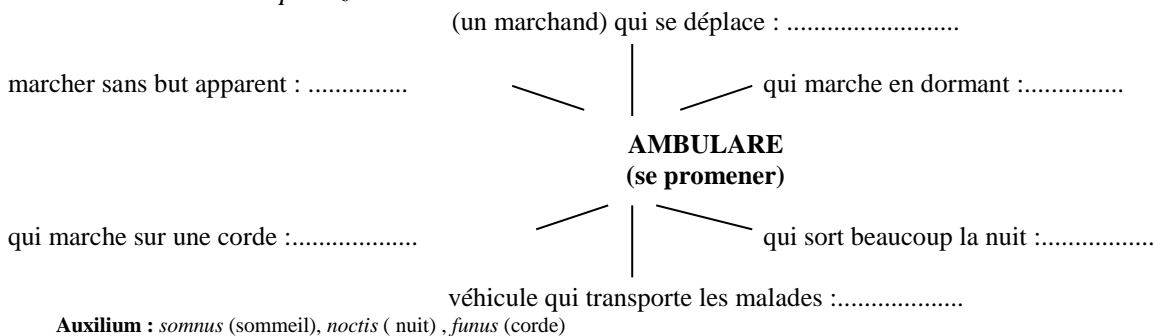 (un marchand) qui se déplace : .........................
marcher sans but apparent : ............... qui marche en dormant :...............
AMBULARE
(se promener)
qui marche sur une corde :................... qui sort beaucoup la nuit :.................
véhicule qui transporte les malades :...................
Auxilium : somnus (sommeil), noctis ( nuit) , funus (corde)